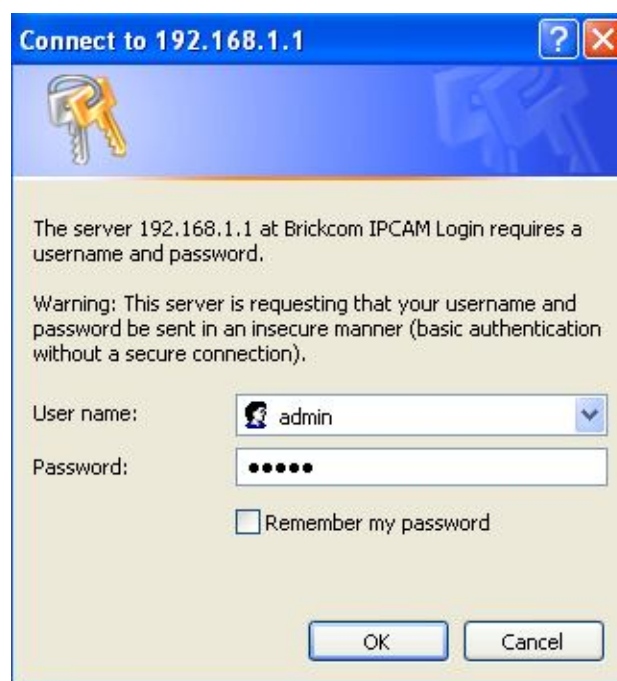 Connect to 192.168.1.1
The server 192.168.1.1 at Brickcom IPCAM Login requires a
username and password.
Warning: This server is requesting that your username and
password be sent in an insecure manner (basic authentication
without a secure connection).
User name:
admin
Password:
•••••
Remember my password
OK
Cancel